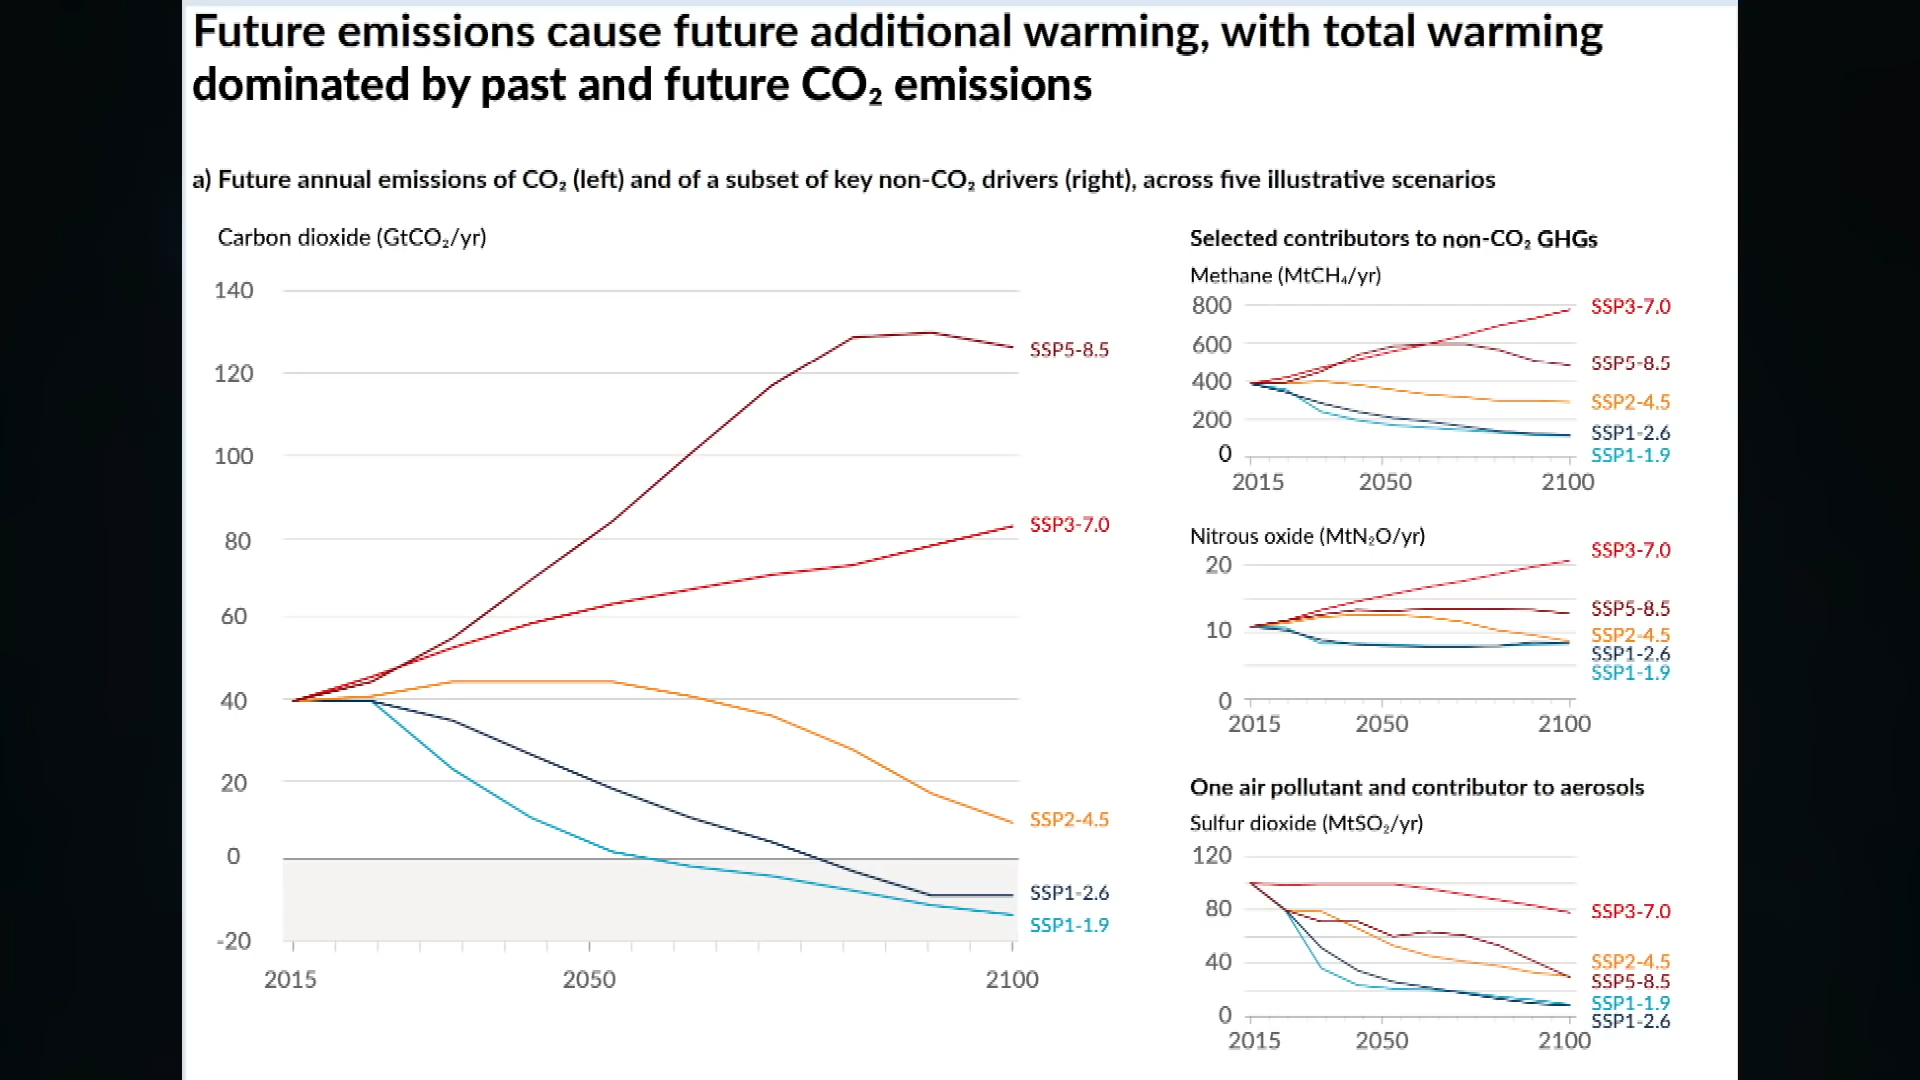 Future emissions cause future additional warming, with total warming
dominated by past and future CO₂ emissions
a) Future annual emissions of CO₂ (left) and of a subset of key non-CO₂ drivers (right), across five illustrative scenarios
Carbon dioxide (GtCO₂/yr)
140
120
100
80
60
40
20
0
-20
2015
2050
2100
SSP5-8.5
SSP3-7.0
SSP2-4.5
SSP1-2.6
SSP1-1.9
Selected contributors to non-CO₂ GHGs
Methane (MtCH₄/yr)
800
600
400
200
0
2015
2050
2100
SSP3-7.0
SSP5-8.5
SSP2-4.5
SSP1-2.6
SSP1-1.9
Nitrous oxide (MtN₂O/yr)
20
10
0
2015
2050
2100
SSP3-7.0
SSP5-8.5
SSP2-4.5
SSP1-2.6
SSP1-1.9
One air pollutant and contributor to aerosols
Sulfur dioxide (MtSO₂/yr)
120
80
40
0
2015
2050
2100
SSP3-7.0
SSP2-4.5
SSP5-8.5
SSP1-1.9
SSP1-2.6